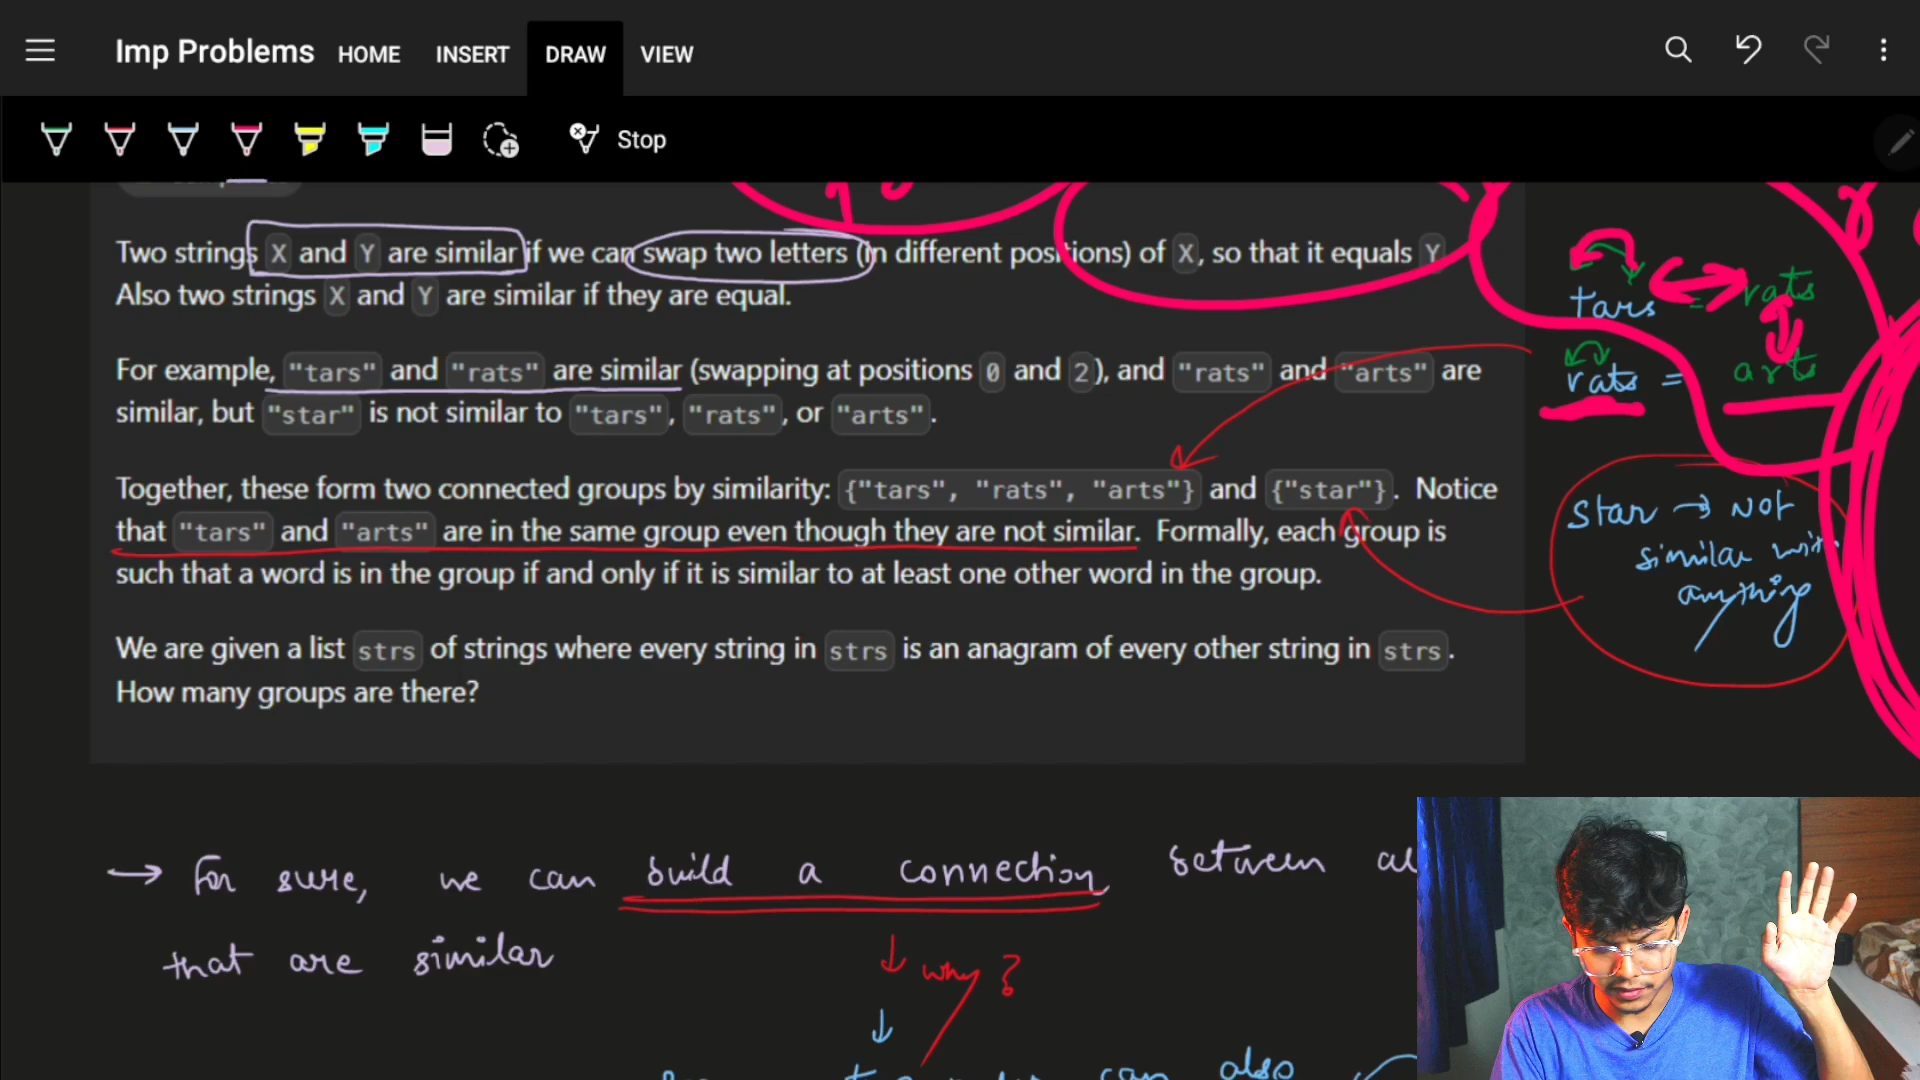 Imp Problems HOME INSERT DRAW VIEW
Stop
Two strings X and Y are similar if we can swap two letters (in different positions) of X, so that it equals Y
Also two strings X and Y are similar if they are equal.
For example, "tars" and "rats" are similar (swapping at positions 0 and 2), and "rats" and "arts" are
similar, but "star" is not similar to "tars", "rats", or "arts".
Together, these form two connected groups by similarity: {"tars", "rats", "arts"} and {"star"}. Notice
that "tars" and "arts" are in the same group even though they are not similar. Formally, each group is
such that a word is in the group if and only if it is similar to at least one other word in the group.
We are given a list strs of strings where every string in strs is an anagram of every other string in strs.
How many groups are there?
tars = rats
rats = arts
star → not
similar with
anything
→ For sure, we can build a connection between
that are similar
↓ why ?
↓
can also